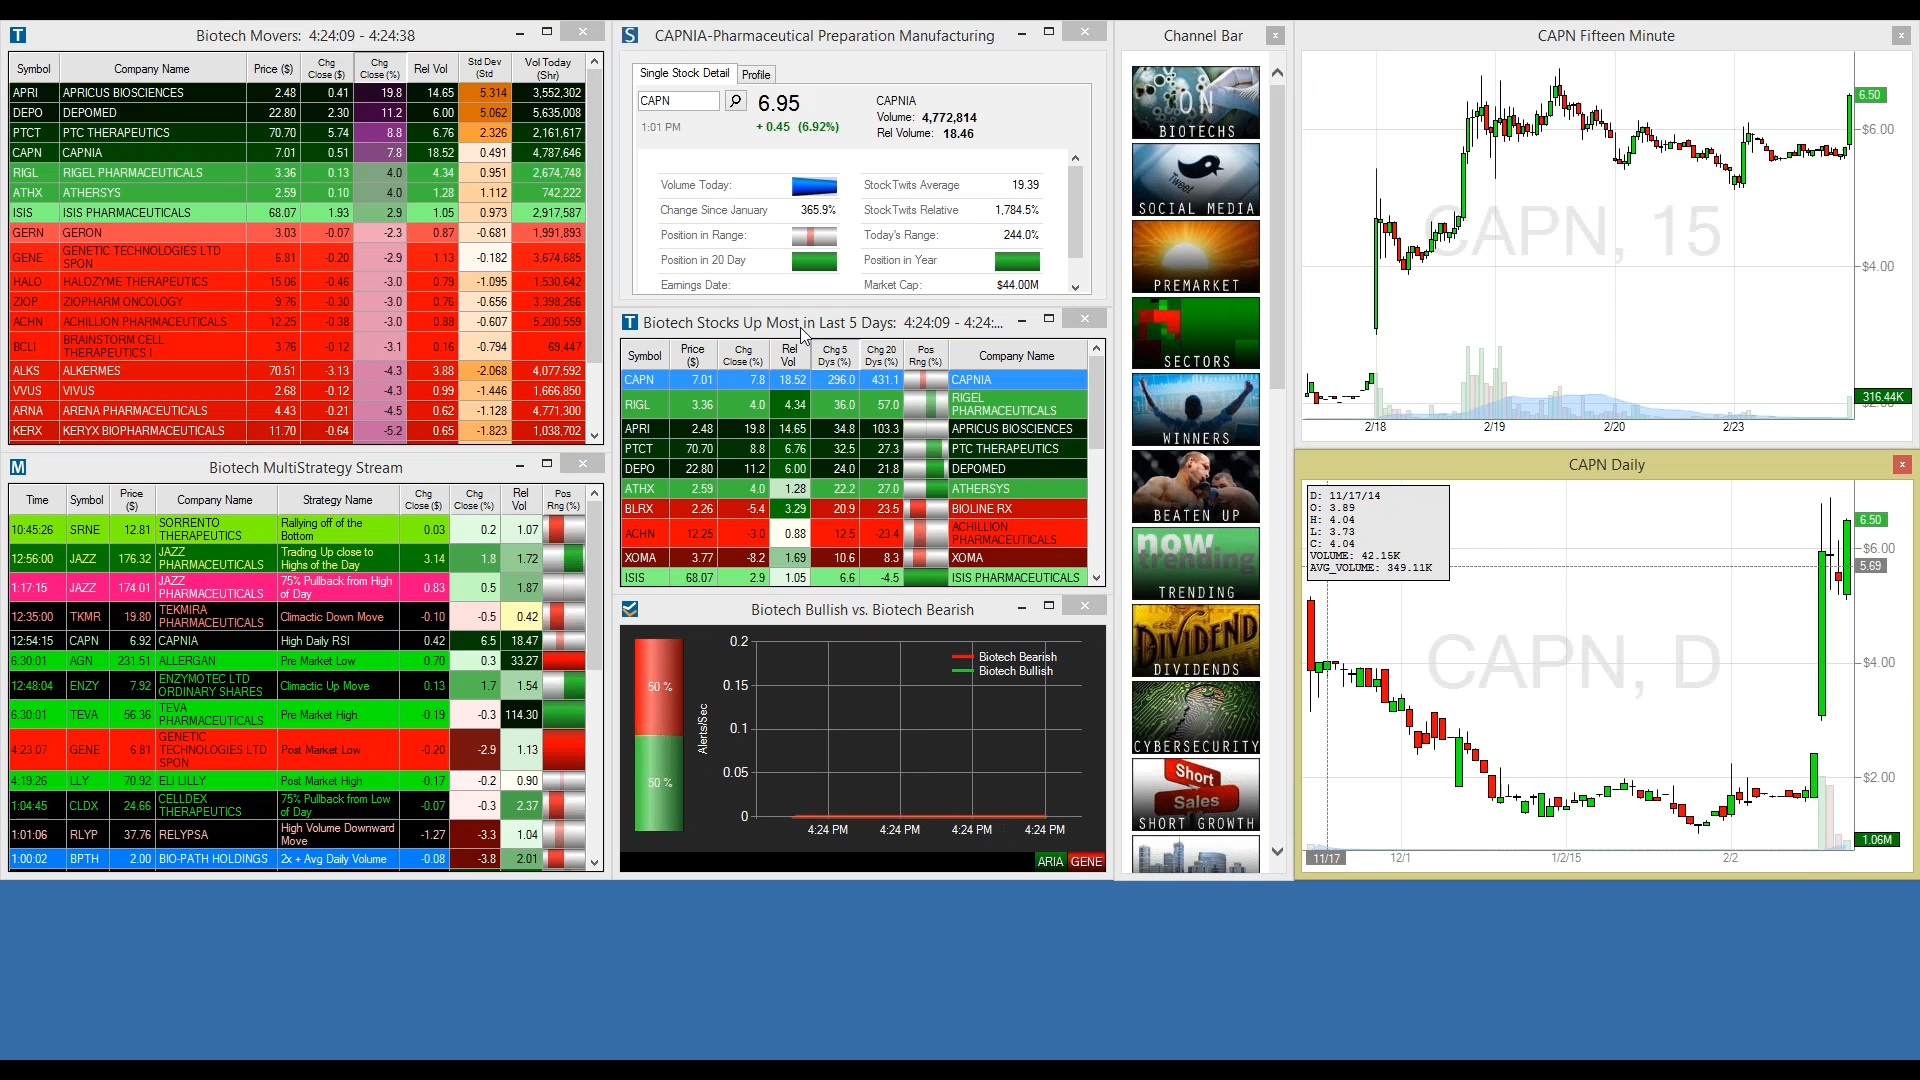 T Biotech Movers: 4:24:09 - 4:24:38
Symbol Company Name Price ($) Chg Close ($) Chg Close (%) Rel Vol Std Dev (Std Vol Today (Shr)
APRI APRICUS BIOSCIENCES 2.48 0.41 19.8 14.65 5.314 3,552,302
DEPO DEPOMED 22.80 2.30 11.2 6.00 5.062 5,635,008
PTCT PTC THERAPEUTICS 70.70 5.74 8.8 6.76 2.326 2,161,617
CAPN CAPNIA 7.01 0.51 7.8 18.52 0.491 4,787,646
RIGL RIGEL PHARMACEUTICALS 3.36 0.13 4.0 4.34 0.951 2,674,748
ATHX ATHERSYS 2.59 0.10 4.0 1.28 1.112 742,222
ISIS ISIS PHARMACEUTICALS 68.07 1.93 2.9 1.05 0.973 2,917,587
GERN GERON 3.03 -0.07 -2.3 0.87 -0.681 1,991,893
GENE GENETIC TECHNOLOGIES LTD SPON 6.81 -0.20 -2.9 1.13 -0.182 3,674,685
HALO HALOZYME THERAPEUTICS 15.06 -0.46 -3.0 0.79 -1.095 1,530,642
ZIOP ZIOPHARM ONCOLOGY 9.76 -0.30 -3.0 0.76 -0.656 3,398,266
ACHN ACHILLION PHARMACEUTICALS 12.25 -0.38 -3.0 0.88 -0.607 5,200,559
BCLI BRAINSTORM CELL THERAPEUTICS I 3.76 -0.12 -3.1 0.16 -0.794 69,447
ALKS ALKERMES 70.51 -3.13 -4.3 3.88 -2.068 4,077,592
VVUS VIVUS 2.68 -0.12 -4.3 0.99 -1.446 1,666,850
ARNA ARENA PHARMACEUTICALS 4.43 -0.21 -4.5 0.62 -1.128 4,771,300
KERX KERYX BIOPHARMACEUTICALS 11.70 -0.64 -5.2 0.65 -1.823 1,038,702
M Biotech MultiStrategy Stream
Time Symbol Price ($) Company Name Strategy Name Chg Close ($) Chg Close (%) Rel Vol Pos Rng (%)
10:45:26 SRNE 12.81 SORRENTO THERAPEUTICS Rallying off of the Bottom 0.03 0.2 1.07
12:56:00 JAZZ 176.32 JAZZ PHARMACEUTICALS Trading Up close to Highs of the Day 3.14 1.8 1.72
1:17:15 JAZZ 174.01 JAZZ PHARMACEUTICALS 75% Pullback from High of Day 0.83 0.5 1.87
12:35:00 TKMR 19.80 TEKMIRA PHARMACEUTICALS Climactic Down Move -0.10 -0.5 0.42
12:54:15 CAPN 6.92 CAPNIA High Daily RSI 0.42 6.5 18.47
6:30:01 AGN 231.51 ALLERGAN Pre Market Low 0.70 0.3 33.27
12:48:04 ENZY 7.92 ENZYMOTEC LTD ORDINARY SHARES Climactic Up Move 0.13 1.7 1.54
6:30:01 TEVA 56.36 TEVA PHARMACEUTICALS Pre Market High -0.19 -0.3 114.30
4:23:07 GENE 6.81 GENETIC TECHNOLOGIES LTD SPON Post Market Low -0.20 -2.9 1.13
4:19:26 LLY 70.92 ELI LILLY Post Market High -0.17 -0.2 0.90
1:04:45 CLDX 24.66 CELLDEX THERAPEUTICS 75% Pullback from Low of Day -0.07 -0.3 2.37
1:01:06 RLYP 37.76 RELYPSA High Volume Downward Move -1.27 -3.3 1.04
1:00:02 BPTH 2.00 BIO-PATH HOLDINGS 2x + Avg Daily Volume -0.08 -3.8 2.01
S CAPNIA-Pharmaceutical Preparation Manufacturing
Single Stock Detail Profile
CAPN 6.95 CAPNIA
Volume: 4,772,814
1:01 PM + 0.45 (6.92%) Rel Volume: 18.46
Volume Today: StockTwits Average 19.39
Change Since January 365.9% StockTwits Relative 1,784.5%
Position in Range: Today's Range: 244.0%
Position in 20 Day Position in Year
Earnings Date: Market Cap: $44.00M
T Biotech Stocks Up Most in Last 5 Days: 4:24:09 - 4:24:...
Symbol Price ($) Chg Close (%) Rel Vol Chg 5 Dys (%) Chg 20 Dys (%) Pos Rng (%) Company Name
CAPN 7.01 7.8 18.52 296.0 431.1 CAPNIA
RIGL 3.36 4.0 4.34 36.0 57.0 RIGEL PHARMACEUTICALS
APRI 2.48 19.8 14.65 34.8 103.3 APRICUS BIOSCIENCES
PTCT 70.70 8.8 6.76 32.5 27.3 PTC THERAPEUTICS
DEPO 22.80 11.2 6.00 24.0 21.8 DEPOMED
ATHX 2.59 4.0 1.28 22.2 27.0 ATHERSYS
BLRX 2.26 -5.4 3.29 20.9 23.5 BIOLINE RX
ACHN 12.25 -3.0 0.88 12.5 -23.4 ACHILLION PHARMACEUTICALS
XOMA 3.77 -8.2 1.69 10.6 8.3 XOMA
ISIS 68.07 2.9 1.05 6.6 -4.5 ISIS PHARMACEUTICALS
Biotech Bullish vs. Biotech Bearish
50 %
50 %
Alerts/Sec
0.2
0.15
0.1
0.05
0
Biotech Bearish
Biotech Bullish
4:24 PM 4:24 PM 4:24 PM 4:24 PM
ARIA GENE
Channel Bar
ON
BIOTECHS
Tweet
SOCIAL MEDIA
PREMARKET
SECTORS
WINNERS
BEATEN UP
now
trending
TRENDING
DIVIDEND
DIVIDENDS
CYBERSECURITY
Short
Sales
SHORT GROWTH
CAPN Fifteen Minute
CAPN, 15
6.50
$6.00
$4.00
316.44K
2/18 2/19 2/20 2/23
CAPN Daily
D: 11/17/14
O: 3.89
H: 4.04
L: 3.73
C: 4.04
VOLUME: 42.15K
AVG_VOLUME: 349.11K
CAPN, D
6.50
$6.00
5.69
$4.00
$2.00
1.06M
11/17 12/1 1/2/15 2/2